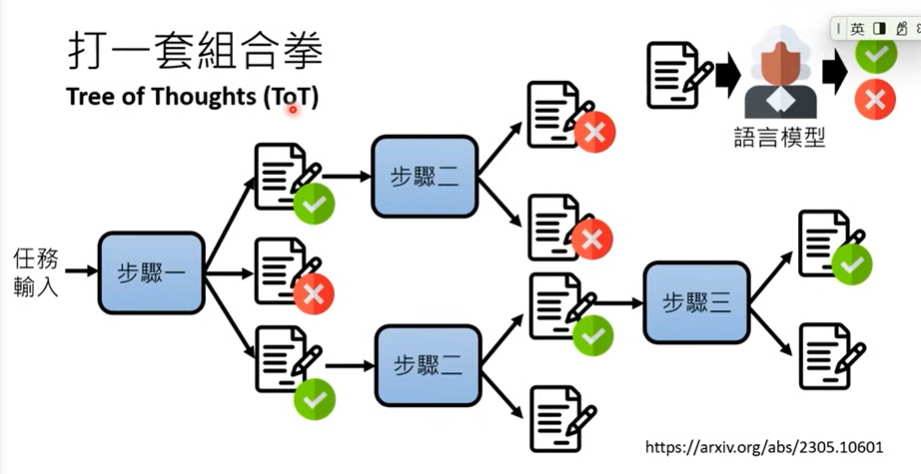 打一套組合拳
Tree of Thoughts (ToT)
英
語言模型
任務
輸入
步驟一
步驟二
步驟二
步驟三
https://arxiv.org/abs/2305.10601